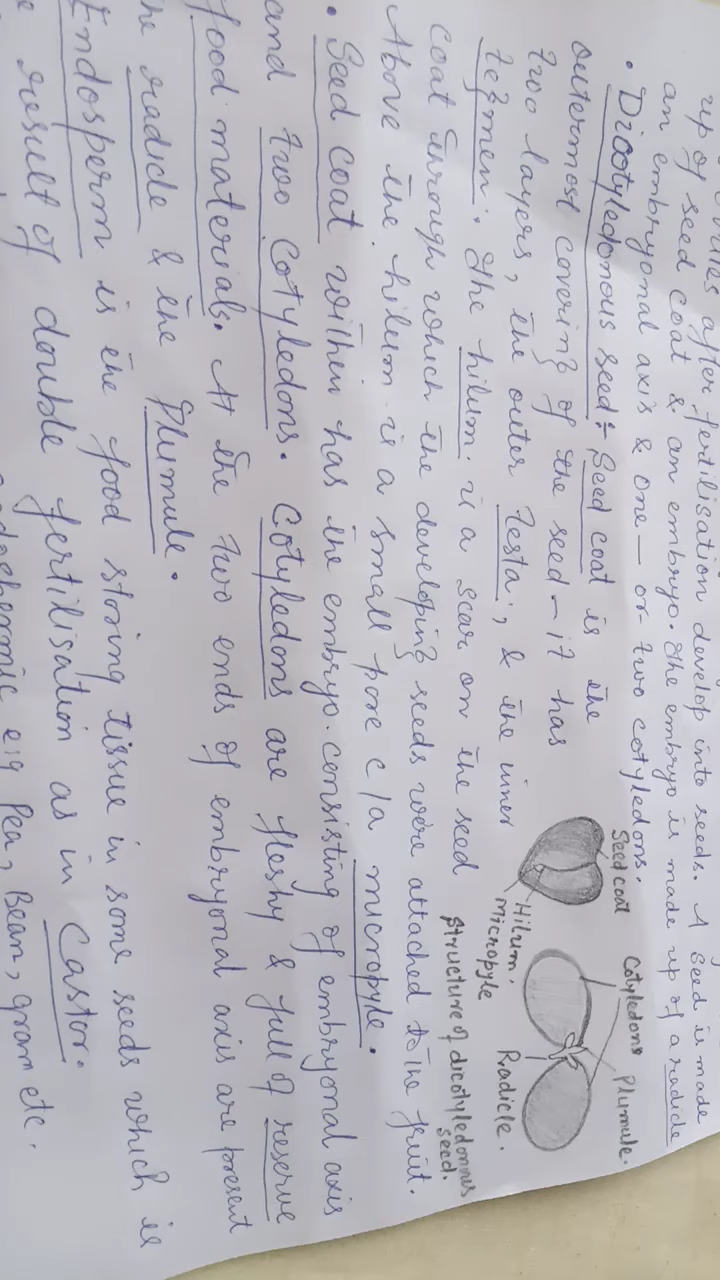 after fertilisation develop into seeds. A seed is made
up of seed coat & an embryo. The embryo is made up of a radicle
an embryonal axis & one — or two cotyledons.
• Dicotyledonous seed :- Seed coat is the
outermost covering of the seed - it has
two layers, the outer testa, & the inner
tegmen. The hilum is a scar on the seed
coat through which the developing seeds were attached to the fruit.
Above the hilum is a small pore c/a micropyle.
• Seed coat within has the embryo. consisting of embryonal axis
and two cotyledons. Cotyledons are fleshy & full of reserve
food materials. At the two ends of embryonal axis are present
the radicle & the Plumule.
Endosperm is the food storing tissue in some seeds which is
result of double fertilisation as in Castor.
e.g Pea, Bean, gram etc.
Seed coat
Hilum.
Micropyle
Cotyledons
Plumule.
Radicle.
Structure of dicotyledonous
seed.